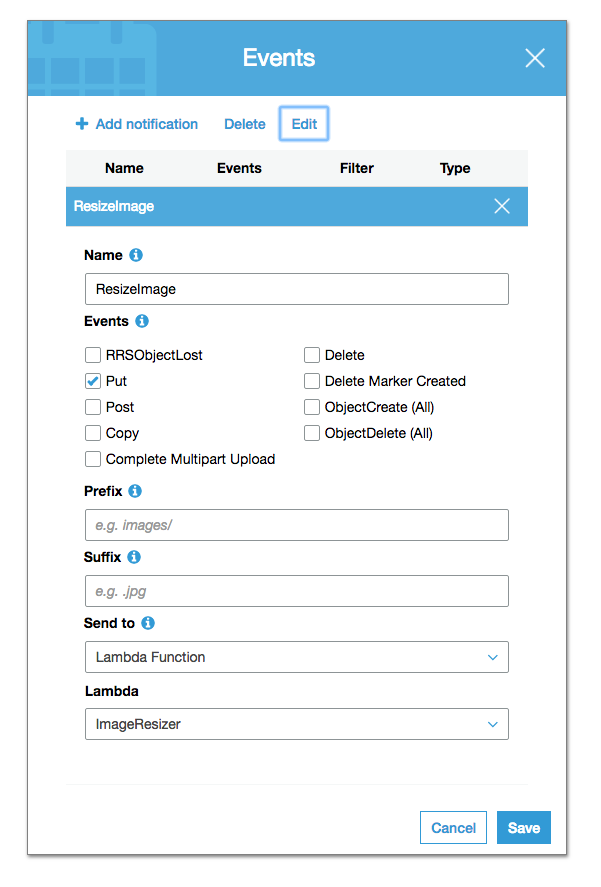 Events
Add notification Delete Edit
Name Events Filter Type
ResizeImage
Name
ResizeImage
Events
RRSObjectLost Delete
Put Delete Marker Created
Post ObjectCreate (All)
Copy ObjectDelete (All)
Complete Multipart Upload
Prefix
e.g. images/
Suffix
e.g. .jpg
Send to
Lambda Function
Lambda
ImageResizer
Cancel Save